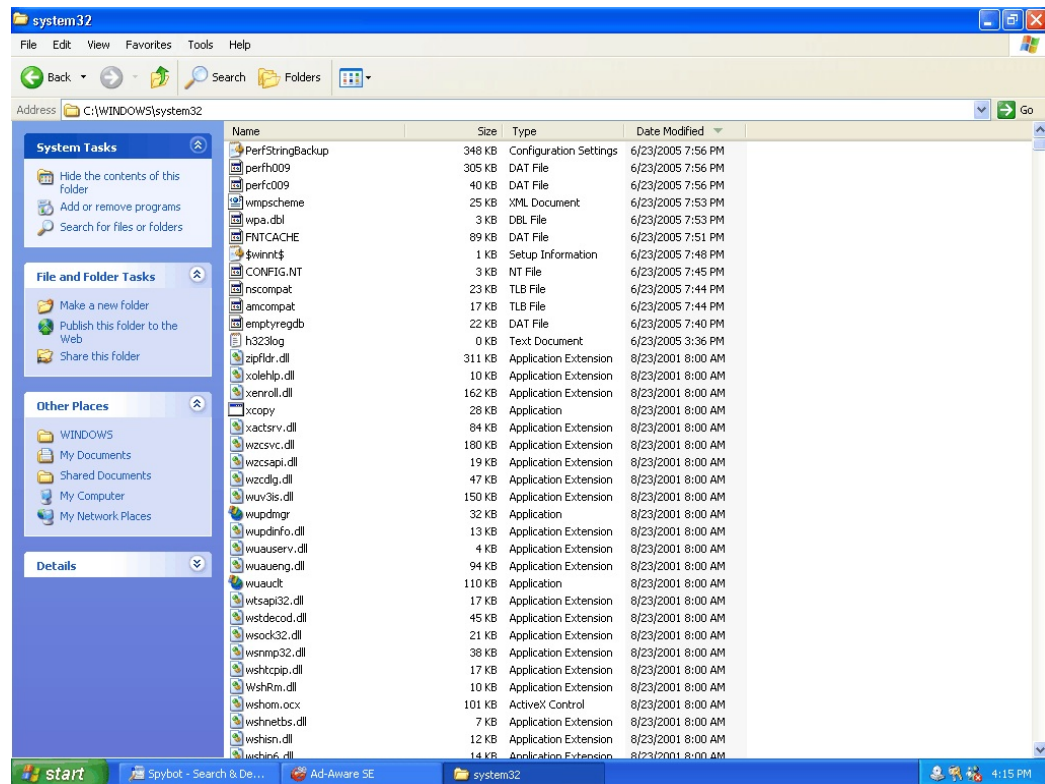 system32
File Edit View Favorites Tools Help
Back Search Folders
Address C:\WINDOWS\system32 Go
System Tasks
Hide the contents of this folder
Add or remove programs
Search for files or folders
File and Folder Tasks
Make a new folder
Publish this folder to the Web
Share this folder
Other Places
WINDOWS
My Documents
Shared Documents
My Computer
My Network Places
Details
Name Size Type Date Modified
PerfStringBackup 348 KB Configuration Settings 6/23/2005 7:56 PM
perfh009 305 KB DAT File 6/23/2005 7:56 PM
perfc009 40 KB DAT File 6/23/2005 7:56 PM
wmpscheme 25 KB XML Document 6/23/2005 7:53 PM
wpa.dbl 3 KB DBL File 6/23/2005 7:53 PM
FNTCACHE 89 KB DAT File 6/23/2005 7:51 PM
$winnt$ 1 KB Setup Information 6/23/2005 7:48 PM
CONFIG.NT 3 KB NT File 6/23/2005 7:45 PM
nscompat 23 KB TLB File 6/23/2005 7:44 PM
amcompat 17 KB TLB File 6/23/2005 7:44 PM
emptyregdb 22 KB DAT File 6/23/2005 7:40 PM
h323log 0 KB Text Document 6/23/2005 3:36 PM
zipfldr.dll 311 KB Application Extension 8/23/2001 8:00 AM
xolehlp.dll 10 KB Application Extension 8/23/2001 8:00 AM
xenroll.dll 162 KB Application Extension 8/23/2001 8:00 AM
xcopy 28 KB Application 8/23/2001 8:00 AM
xactsrv.dll 84 KB Application Extension 8/23/2001 8:00 AM
wzcsvc.dll 180 KB Application Extension 8/23/2001 8:00 AM
wzcsapi.dll 19 KB Application Extension 8/23/2001 8:00 AM
wzcdlg.dll 47 KB Application Extension 8/23/2001 8:00 AM
wuv3is.dll 150 KB Application Extension 8/23/2001 8:00 AM
wupdmgr 32 KB Application 8/23/2001 8:00 AM
wupdinfo.dll 13 KB Application Extension 8/23/2001 8:00 AM
wuauserv.dll 4 KB Application Extension 8/23/2001 8:00 AM
wuaueng.dll 94 KB Application Extension 8/23/2001 8:00 AM
wuauclt 110 KB Application 8/23/2001 8:00 AM
wtsapi32.dll 17 KB Application Extension 8/23/2001 8:00 AM
wstdecod.dll 45 KB Application Extension 8/23/2001 8:00 AM
wsock32.dll 21 KB Application Extension 8/23/2001 8:00 AM
wsnmp32.dll 38 KB Application Extension 8/23/2001 8:00 AM
wshtcpip.dll 17 KB Application Extension 8/23/2001 8:00 AM
WshRm.dll 10 KB Application Extension 8/23/2001 8:00 AM
wshom.ocx 101 KB ActiveX Control 8/23/2001 8:00 AM
wshnetbs.dll 7 KB Application Extension 8/23/2001 8:00 AM
wshisn.dll 12 KB Application Extension 8/23/2001 8:00 AM
wship6.dll 14 KB Application Extension 8/23/2001 8:00 AM
start Spybot - Search & De... Ad-Aware SE system32 4:15 PM